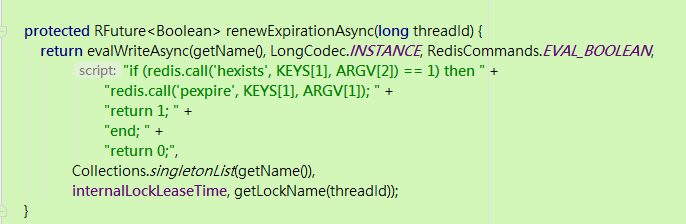 protected RFuture<Boolean> renewExpirationAsync(long threadId) {
return evalWriteAsync(getName(), LongCodec.INSTANCE, RedisCommands.EVAL_BOOLEAN,
script: "if (redis.call('hexists', KEYS[1], ARGV[2]) == 1) then " +
"redis.call('pexpire', KEYS[1], ARGV[1]); " +
"return 1; " +
"end; " +
"return 0;",
Collections.singletonList(getName()),
internalLockLeaseTime, getLockName(threadId));
}